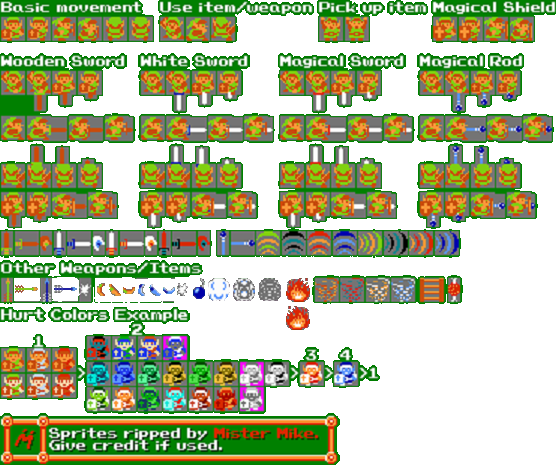 Basic movement Use item/weapon Pick up item Magical Shield
Wooden Sword White Sword Magical Sword Magical Rod
Other Weapons/Items
Hurt Colors Example
2
1
3 4
> > > > 1
Sprites ripped by Mister Mike.
Give credit if used.